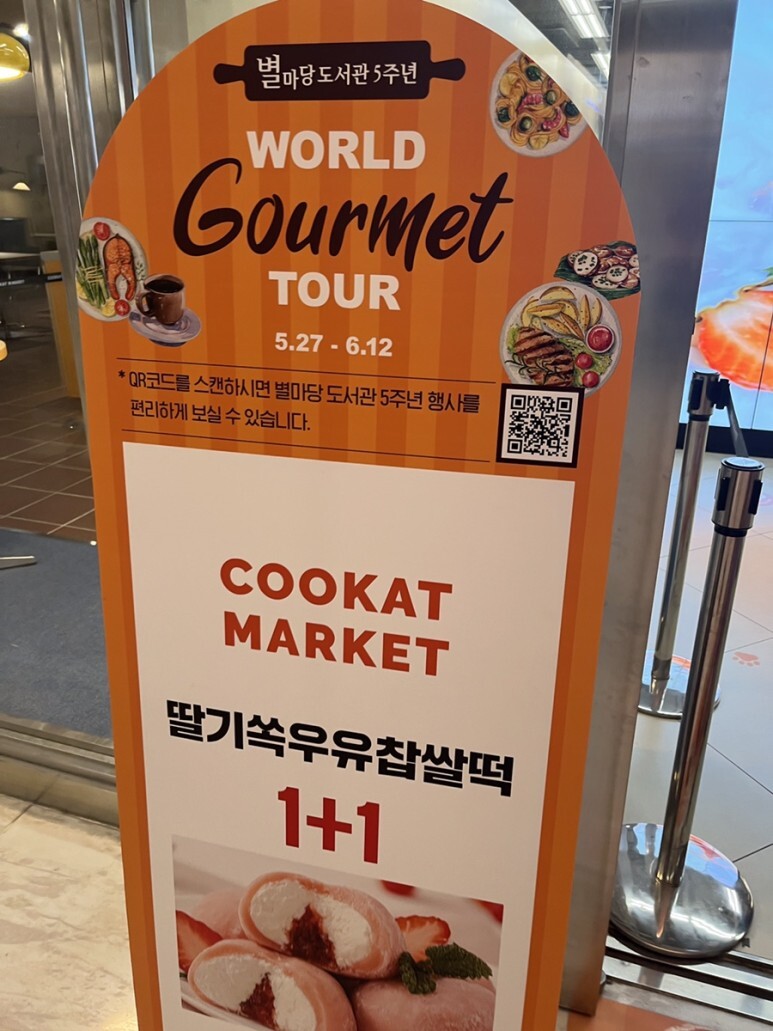 별마당도서관 5주년
WORLD
Gourmet
TOUR
5.27 - 6.12
* QR코드를 스캔하시면 별마당 도서관 5주년 행사를
편리하게 보실 수 있습니다.
COOKAT
MARKET
딸기쏙우유찹쌀떡
1+1